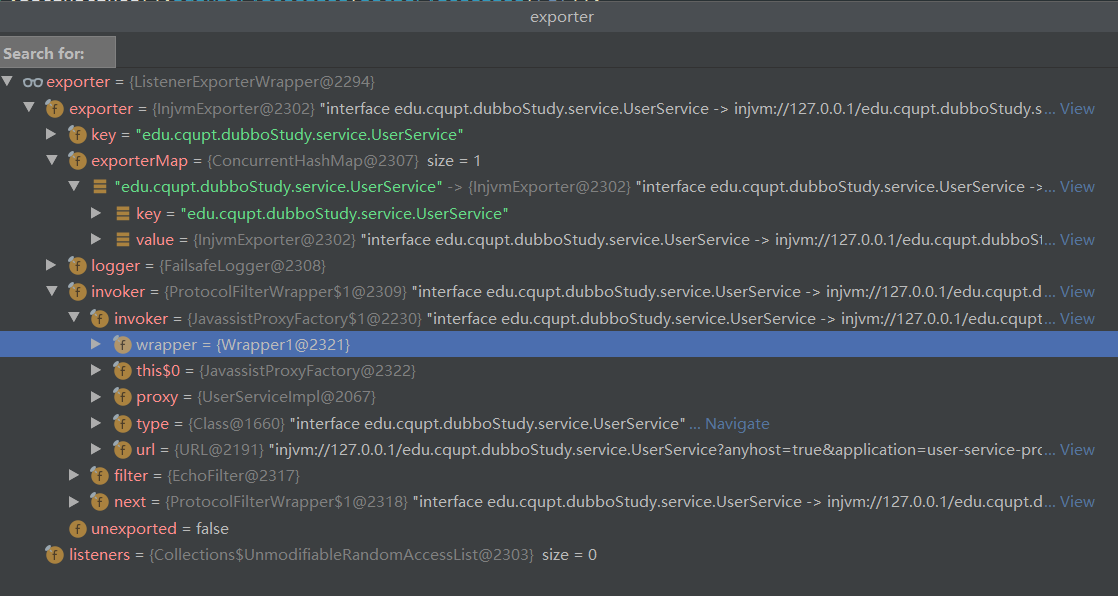 exporter
Search for:
exporter = {ListenerExporterWrapper@2294}
exporter = {InjvmExporter@2302} "interface edu.cqupt.dubboStudy.service.UserService -> injvm://127.0.0.1/edu.cqupt.dubboStudy.s... View
key = "edu.cqupt.dubboStudy.service.UserService"
exporterMap = {ConcurrentHashMap@2307} size = 1
"edu.cqupt.dubboStudy.service.UserService" -> {InjvmExporter@2302} "interface edu.cqupt.dubboStudy.service.UserService ->... View
key = "edu.cqupt.dubboStudy.service.UserService"
value = {InjvmExporter@2302} "interface edu.cqupt.dubboStudy.service.UserService -> injvm://127.0.0.1/edu.cqupt.dubboSt... View
logger = {FailsafeLogger@2308}
invoker = {ProtocolFilterWrapper$1@2309} "interface edu.cqupt.dubboStudy.service.UserService -> injvm://127.0.0.1/edu.cqupt.d... View
invoker = {JavassistProxyFactory$1@2230} "interface edu.cqupt.dubboStudy.service.UserService -> injvm://127.0.0.1/edu.cqupt... View
wrapper = {Wrapper1@2321}
this$0 = {JavassistProxyFactory@2322}
proxy = {UserServiceImpl@2067}
type = {Class@1660} "interface edu.cqupt.dubboStudy.service.UserService" ... Navigate
url = {URL@2191} "injvm://127.0.0.1/edu.cqupt.dubboStudy.service.UserService?anyhost=true&application=user-service-pro... View
filter = {EchoFilter@2317}
next = {ProtocolFilterWrapper$1@2318} "interface edu.cqupt.dubboStudy.service.UserService -> injvm://127.0.0.1/edu.cqupt.d... View
unexported = false
listeners = {Collections$UnmodifiableRandomAccessList@2303} size = 0